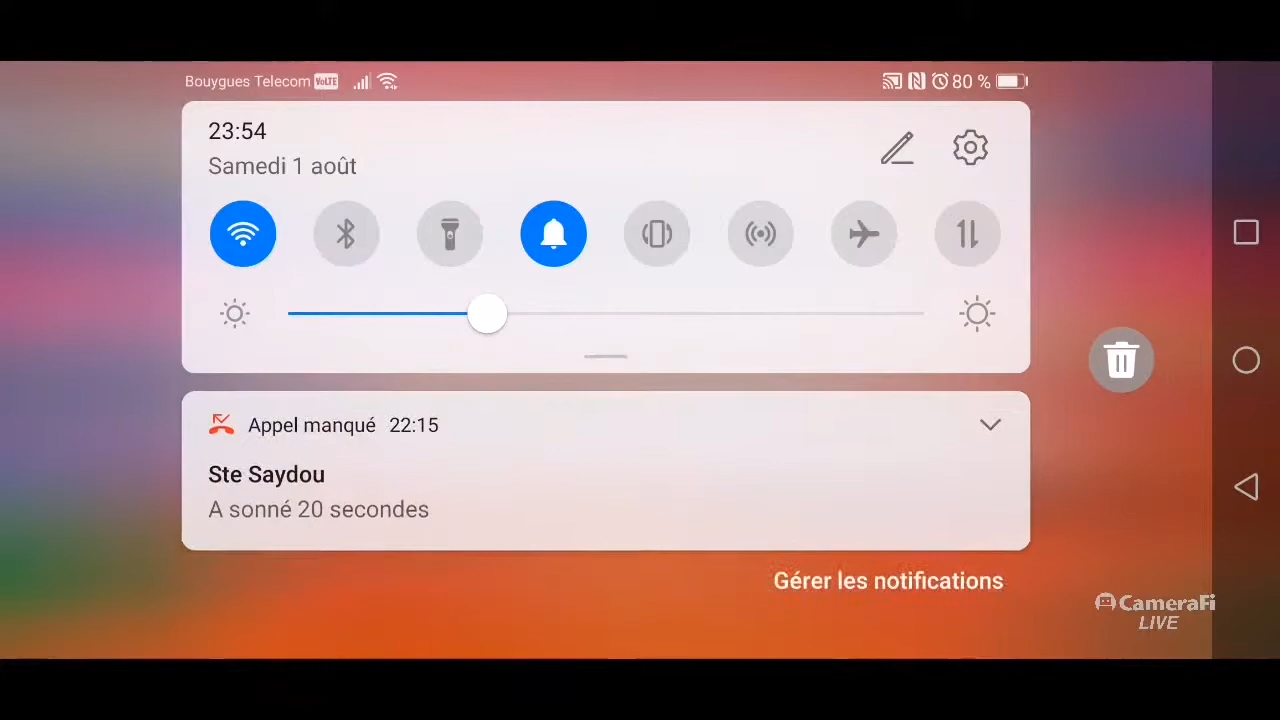 Bouygues Telecom VoLTE
80 %
23:54
Samedi 1 août
Appel manqué 22:15
Ste Saydou
A sonné 20 secondes
Gérer les notifications
CameraFi
LIVE